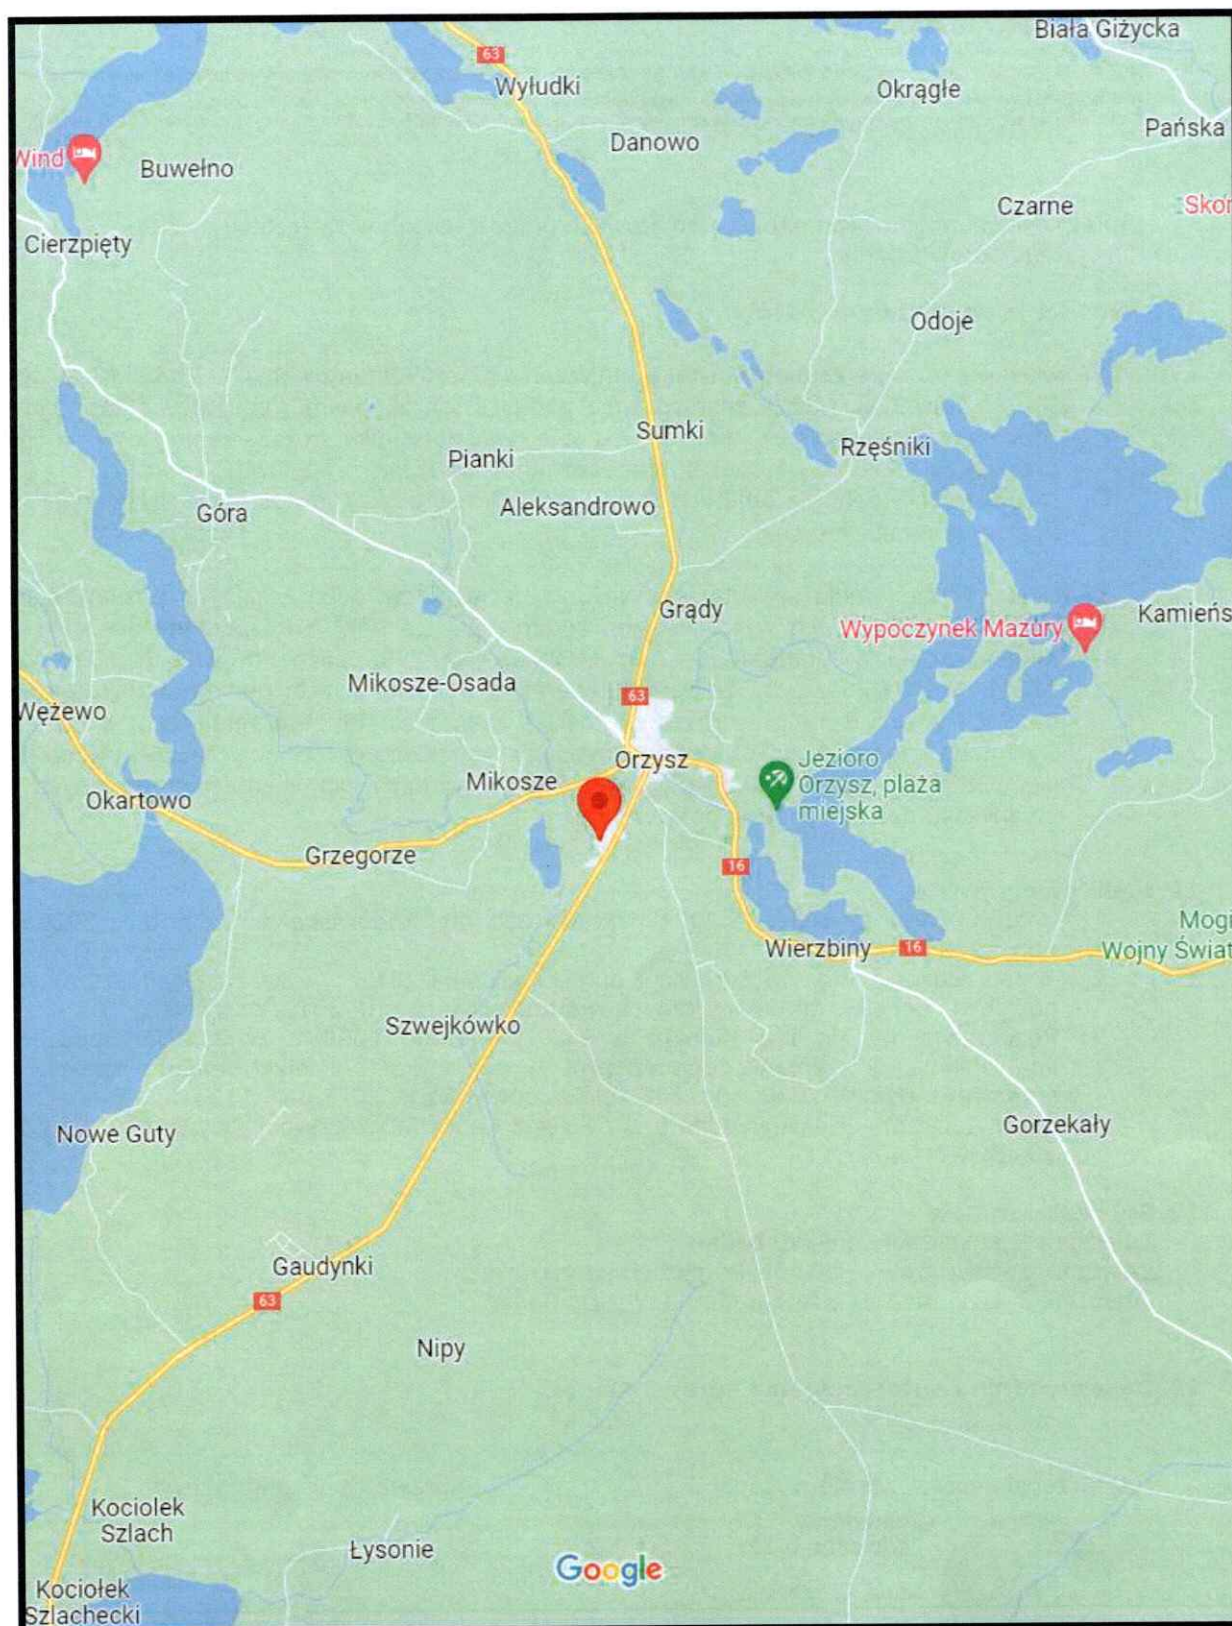 Biała Giżycka
63
Wyłudki
Okrągłe
Pańska
Danowo
Wind
Buwełno
Czarne
Skor
Cierzpięty
Odoje
Sumki
Rzęśniki
Pianki
Aleksandrowo
Góra
Grądy
Kamieńs
Wypoczynek Mazury
Mikosze-Osada
63
Wężewo
Orzysz
Jezioro
Orzysz, plaża
miejska
Mikosze
Okartowo
Grzegorze
16
Mogi
Wojny Świat
Wierzbiny
16
Szwejkówko
Gorzekały
Nowe Guty
Gaudynki
63
Nipy
Kociolek
Szlach
Łysonie
Google
Kociołek
Szlachecki